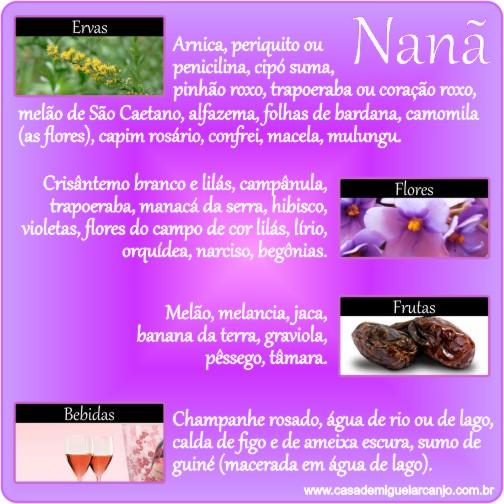 Nanã
Ervas
Arnica, periquito ou
penicilina, cipó suma,
pinhão roxo, trapoeraba ou coração roxo,
melão de São Caetano, alfazema, folhas de bardana, camomila
(as flores), capim rosário, confrei, macela, mulungu.
Crisântemo branco e lilás, campânula,
trapoeraba, manacá da serra, hibisco,
violetas, flores do campo de cor lilás, lírio,
orquídea, narciso, begônias.
Flores
Melão, melancia, jaca,
banana da terra, graviola,
pêssego, tâmara.
Frutas
Bebidas
Champanhe rosado, água de rio ou de lago,
calda de figo e de ameixa escura, sumo de
guiné (macerada em água de lago).
www.casademiguelarcanjo.com.br